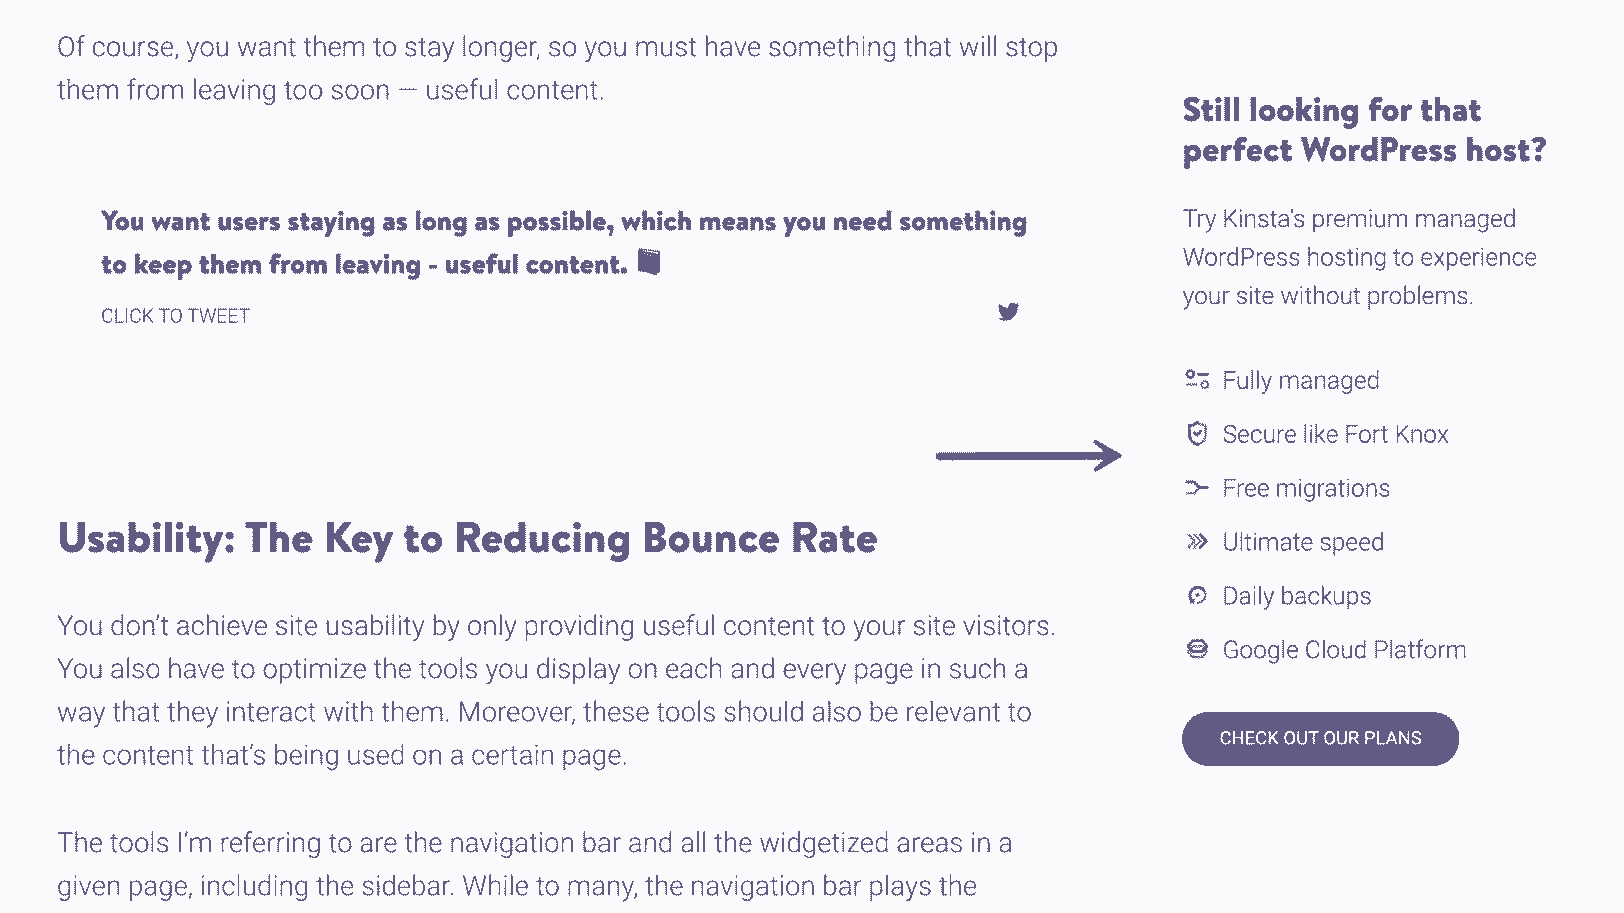 Of course, you want them to stay longer, so you must have something that will stop
them from leaving too soon — useful content.
You want users staying as long as possible, which means you need something
to keep them from leaving - useful content.
CLICK TO TWEET
Usability: The Key to Reducing Bounce Rate
You don't achieve site usability by only providing useful content to your site visitors.
You also have to optimize the tools you display on each and every page in such a
way that they interact with them. Moreover, these tools should also be relevant to
the content that's being used on a certain page.
The tools I'm referring to are the navigation bar and all the widgetized areas in a
given page, including the sidebar. While to many, the navigation bar plays the
Still looking for that
perfect WordPress host?
Try Kinsta's premium managed
WordPress hosting to experience
your site without problems.
Fully managed
Secure like Fort Knox
Free migrations
Ultimate speed
Daily backups
Google Cloud Platform
CHECK OUT OUR PLANS